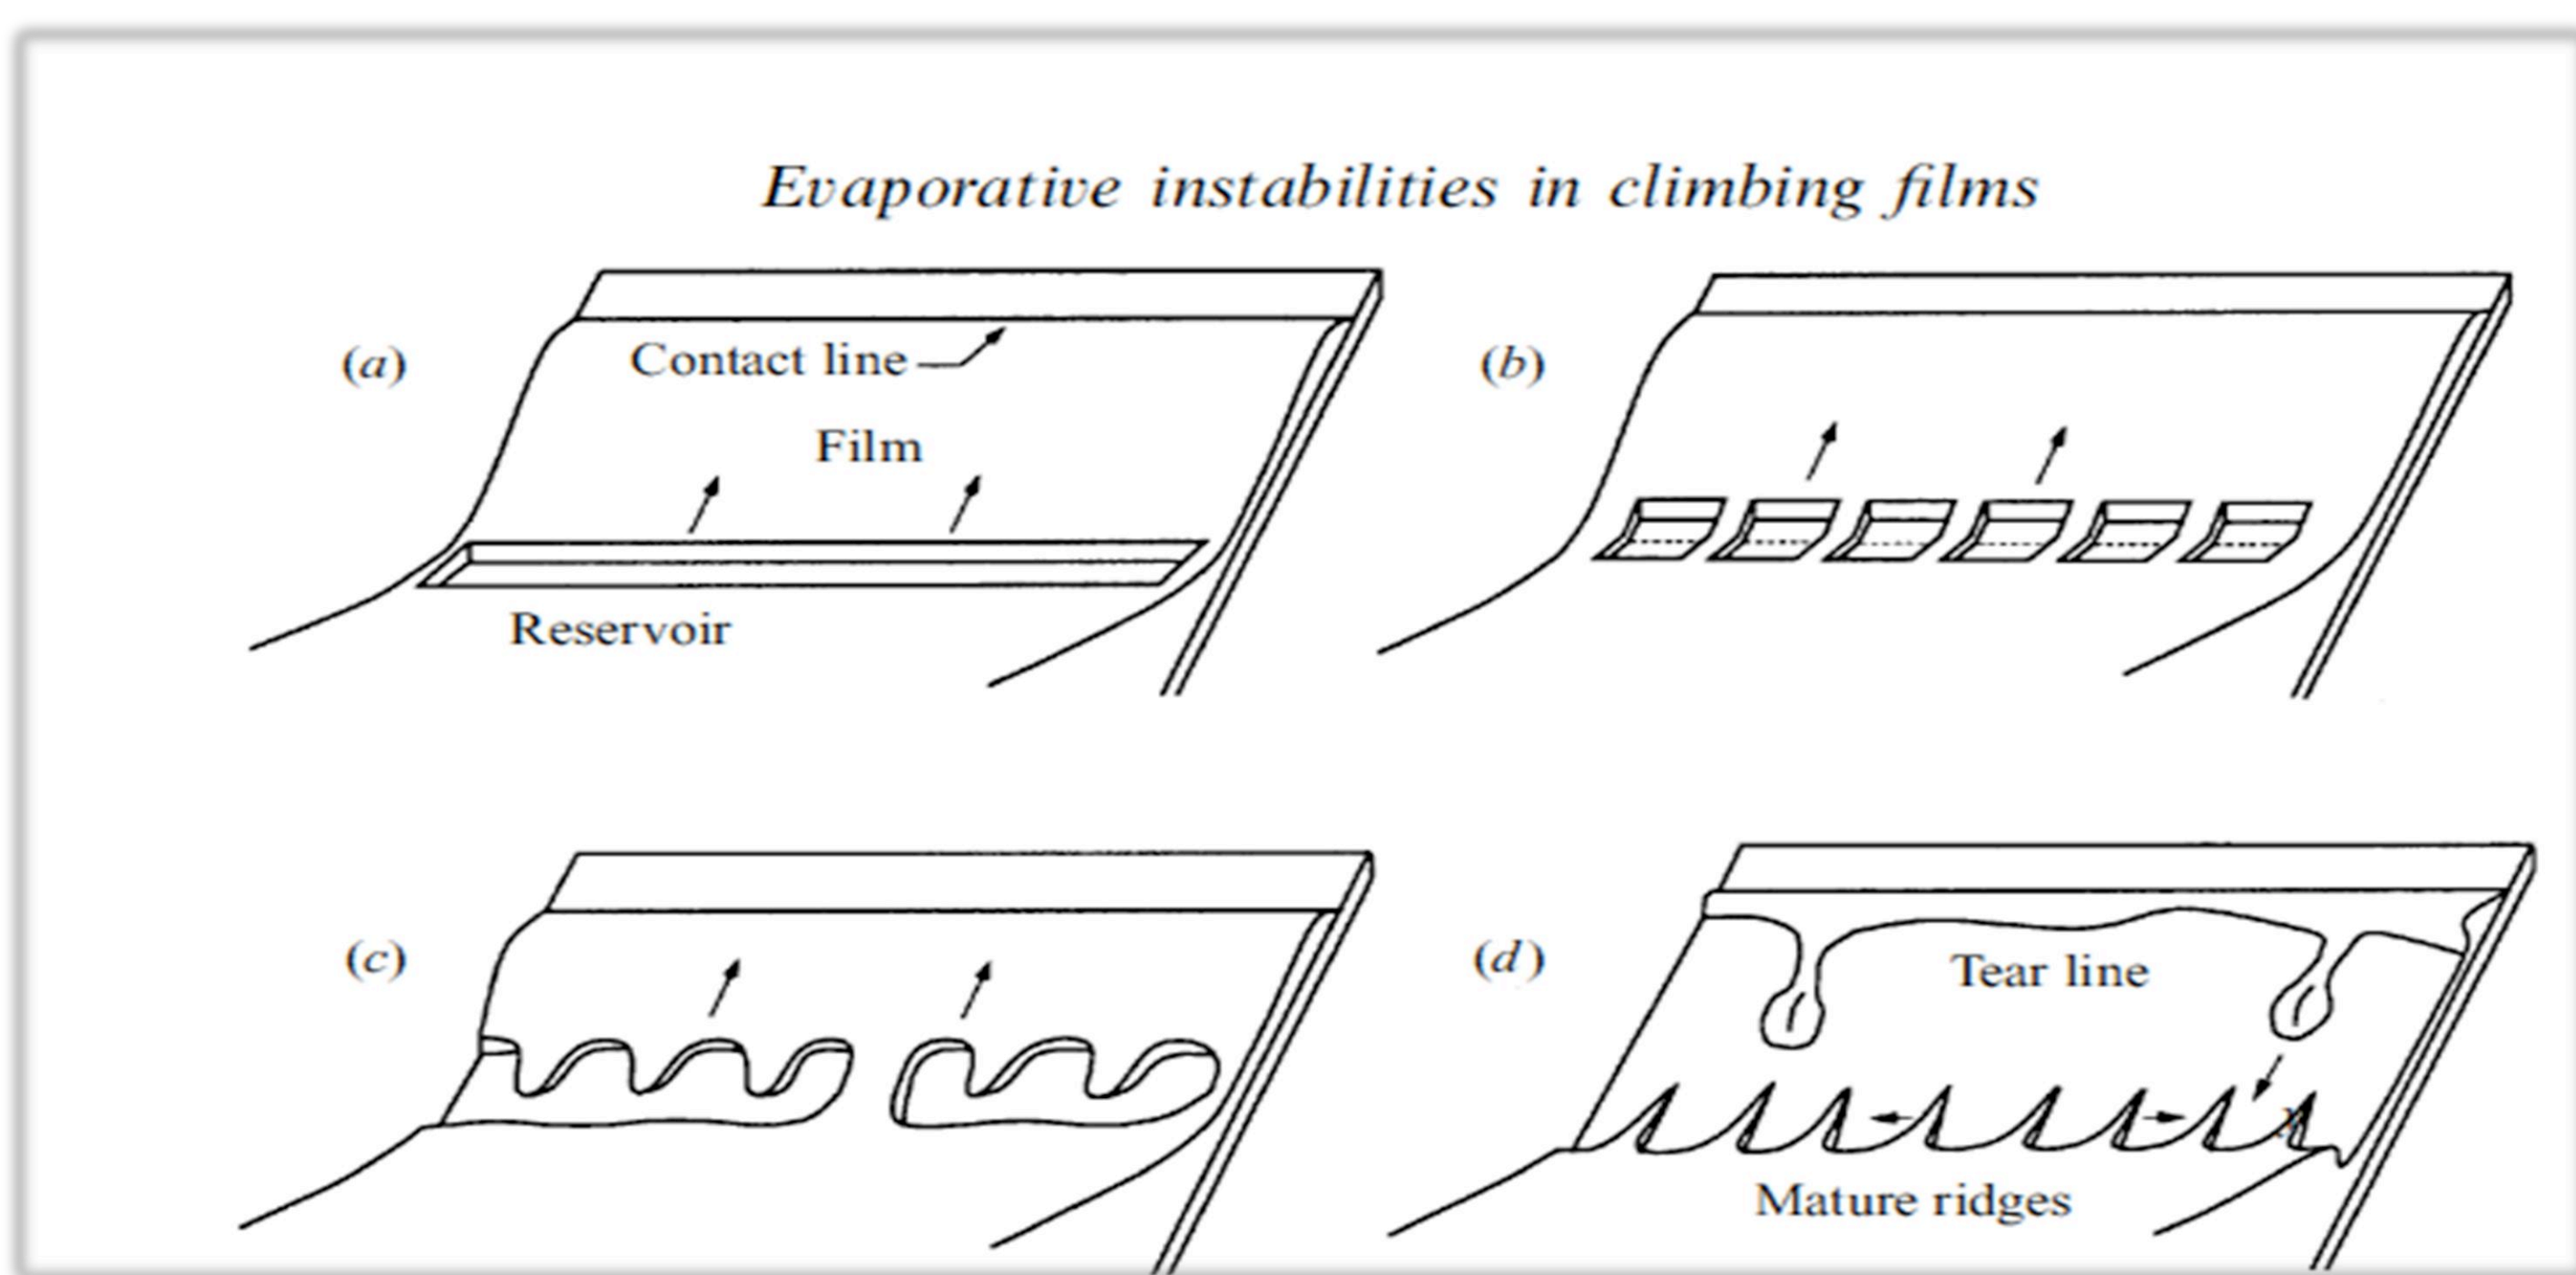 Evaporative instabilities in climbing films
(a)
Contact line
Film
Reservoir
(b)
(c)
(d)
Tear line
x
Mature ridges